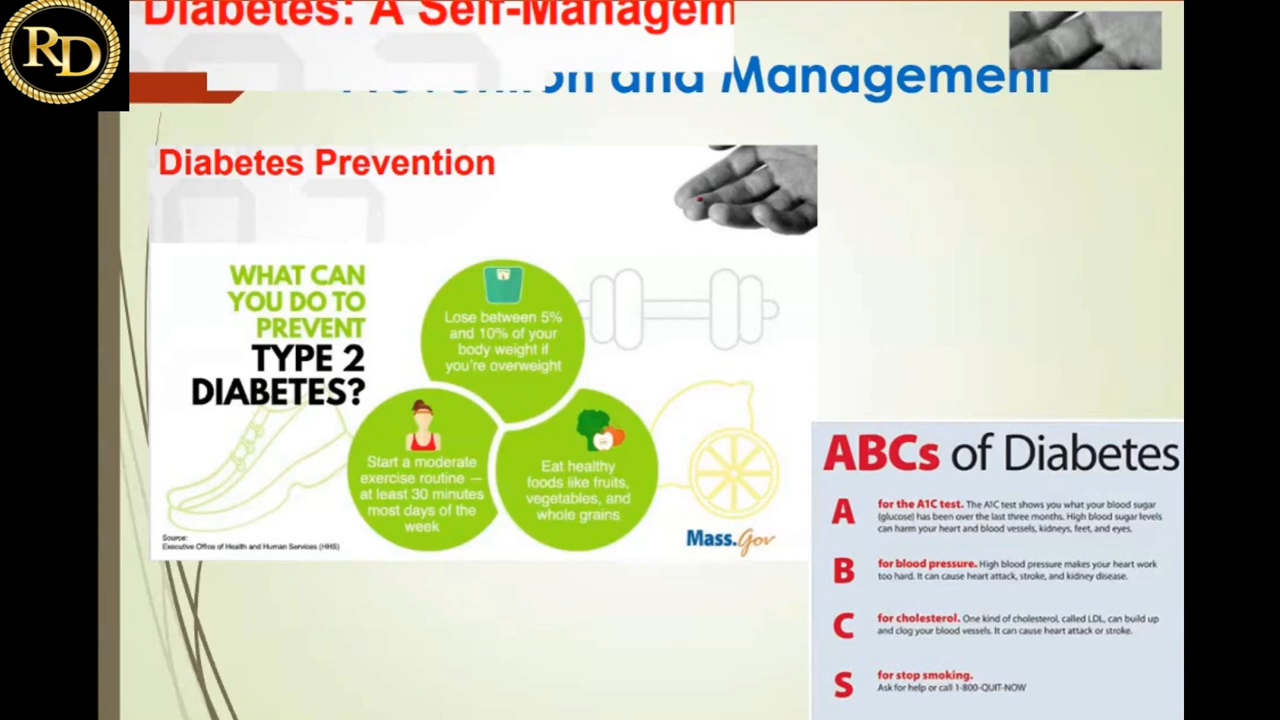 RD
Diabetes: A Self-Managem
and Management
Diabetes Prevention
WHAT CAN
YOU DO TO
PREVENT
TYPE 2
DIABETES?
Lose between 5%
and 10% of your
body weight if
you're overweight
Start a moderate
exercise routine —
at least 30 minutes
most days of the
week
Eat healthy
foods like fruits,
vegetables, and
whole grains
Source:
Executive Office of Health and Human Services (HHS)
Mass.Gov
ABCs of Diabetes
A
for the A1C test. The A1C test shows you what your blood sugar
(glucose) has been over the last three months. High blood sugar levels
can harm your heart and blood vessels, kidneys, feet, and eyes.
B
for blood pressure. High blood pressure makes your heart work
too hard. It can cause heart attack, stroke, and kidney disease.
C
for cholesterol. One kind of cholesterol, called LDL, can build up
and clog your blood vessels. It can cause heart attack or stroke.
S
for stop smoking.
Ask for help or call 1-800-QUIT-NOW